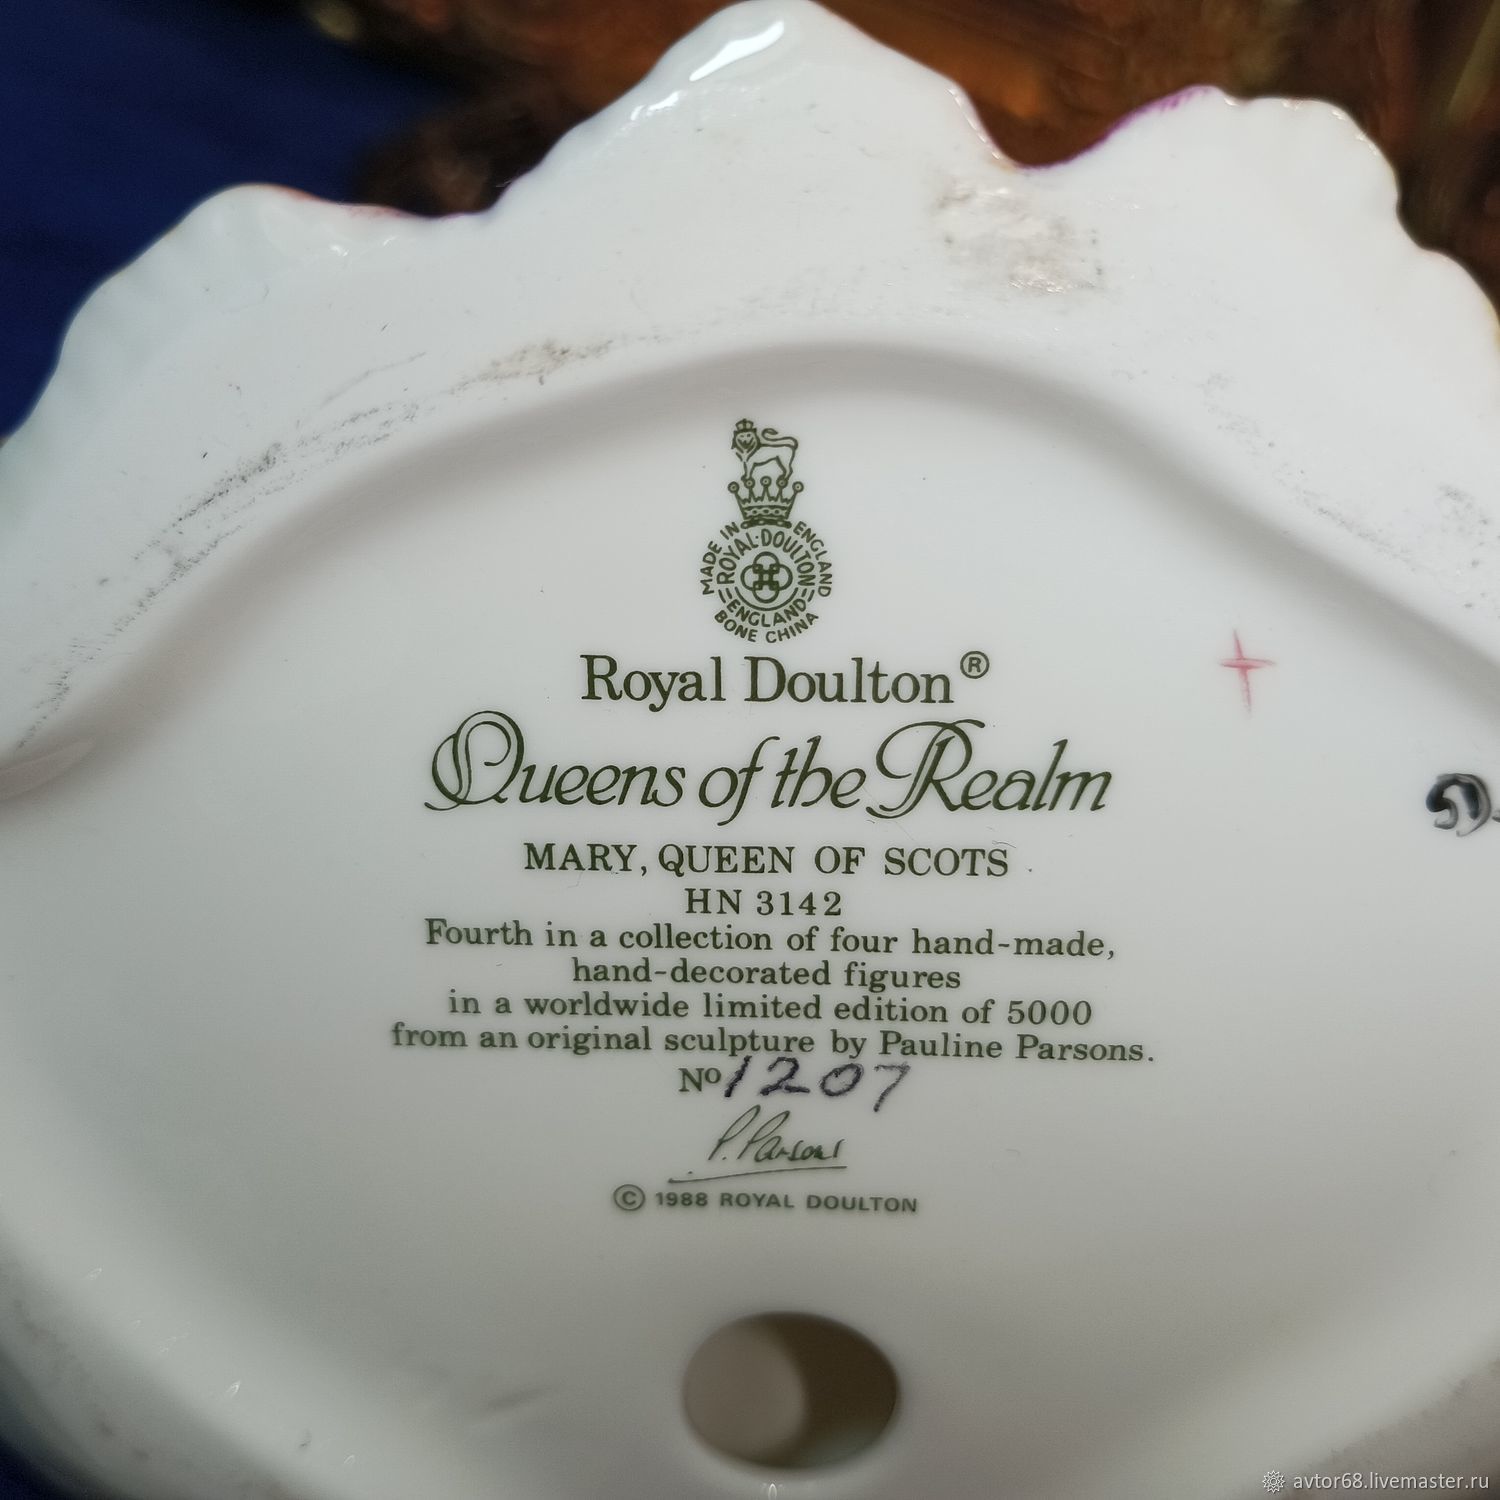 MADE IN ENGLAND
ROYAL·DOULTON
ENGLAND
BONE CHINA
Royal Doulton®
Queens of the Realm
MARY, QUEEN OF SCOTS
HN 3142
Fourth in a collection of four hand-made,
hand-decorated figures
in a worldwide limited edition of 5000
from an original sculpture by Pauline Parsons.
Nº 1207
P. Parsons
© 1988 ROYAL DOULTON
avtor68.livemaster.ru